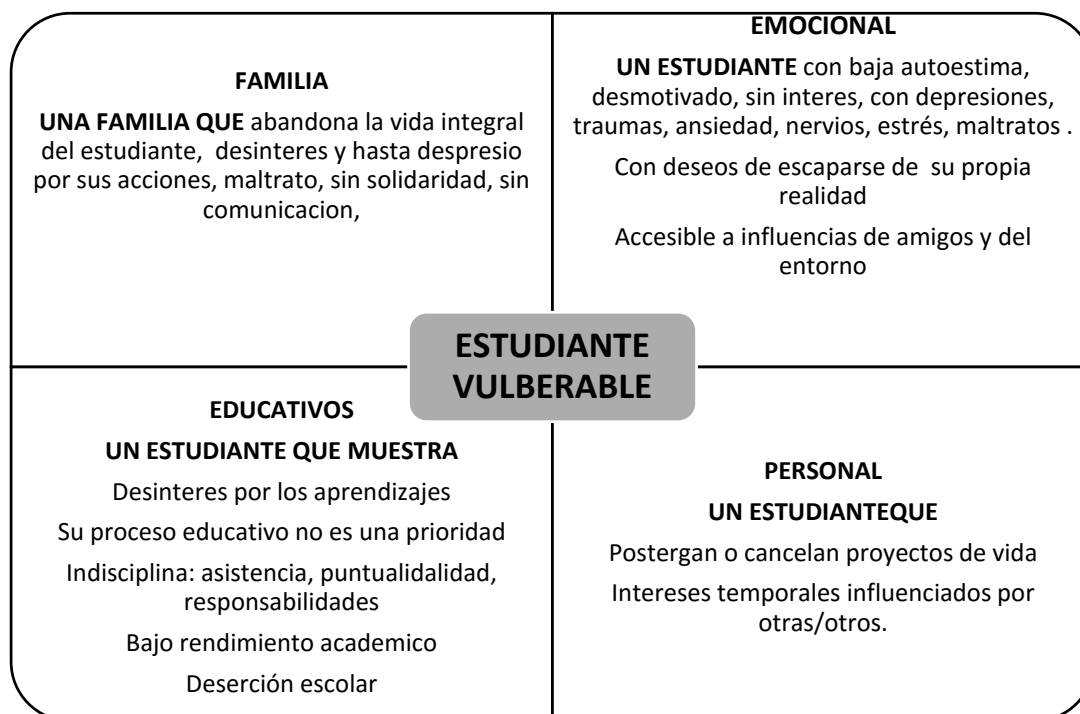 FAMILIA
UNA FAMILIA QUE abandona la vida integral
del estudiante, desinteres y hasta despresio
por sus acciones, maltrato, sin solidaridad, sin
comunicacion,
EMOCIONAL
UN ESTUDIANTE con baja autoestima,
desmotivado, sin interes, con depresiones,
traumas, ansiedad, nervios, estrés, maltratos .
Con deseos de escaparse de su propia
realidad
Accesible a influencias de amigos y del
entorno
ESTUDIANTE
VULBERABLE
EDUCATIVOS
UN ESTUDIANTE QUE MUESTRA
Desinteres por los aprendizajes
Su proceso educativo no es una prioridad
Indisciplina: asistencia, puntualidalidad,
responsabilidades
Bajo rendimiento academico
Deserción escolar
PERSONAL
UN ESTUDIANTEQUE
Postergan o cancelan proyectos de vida
Intereses temporales influenciados por
otras/otros.